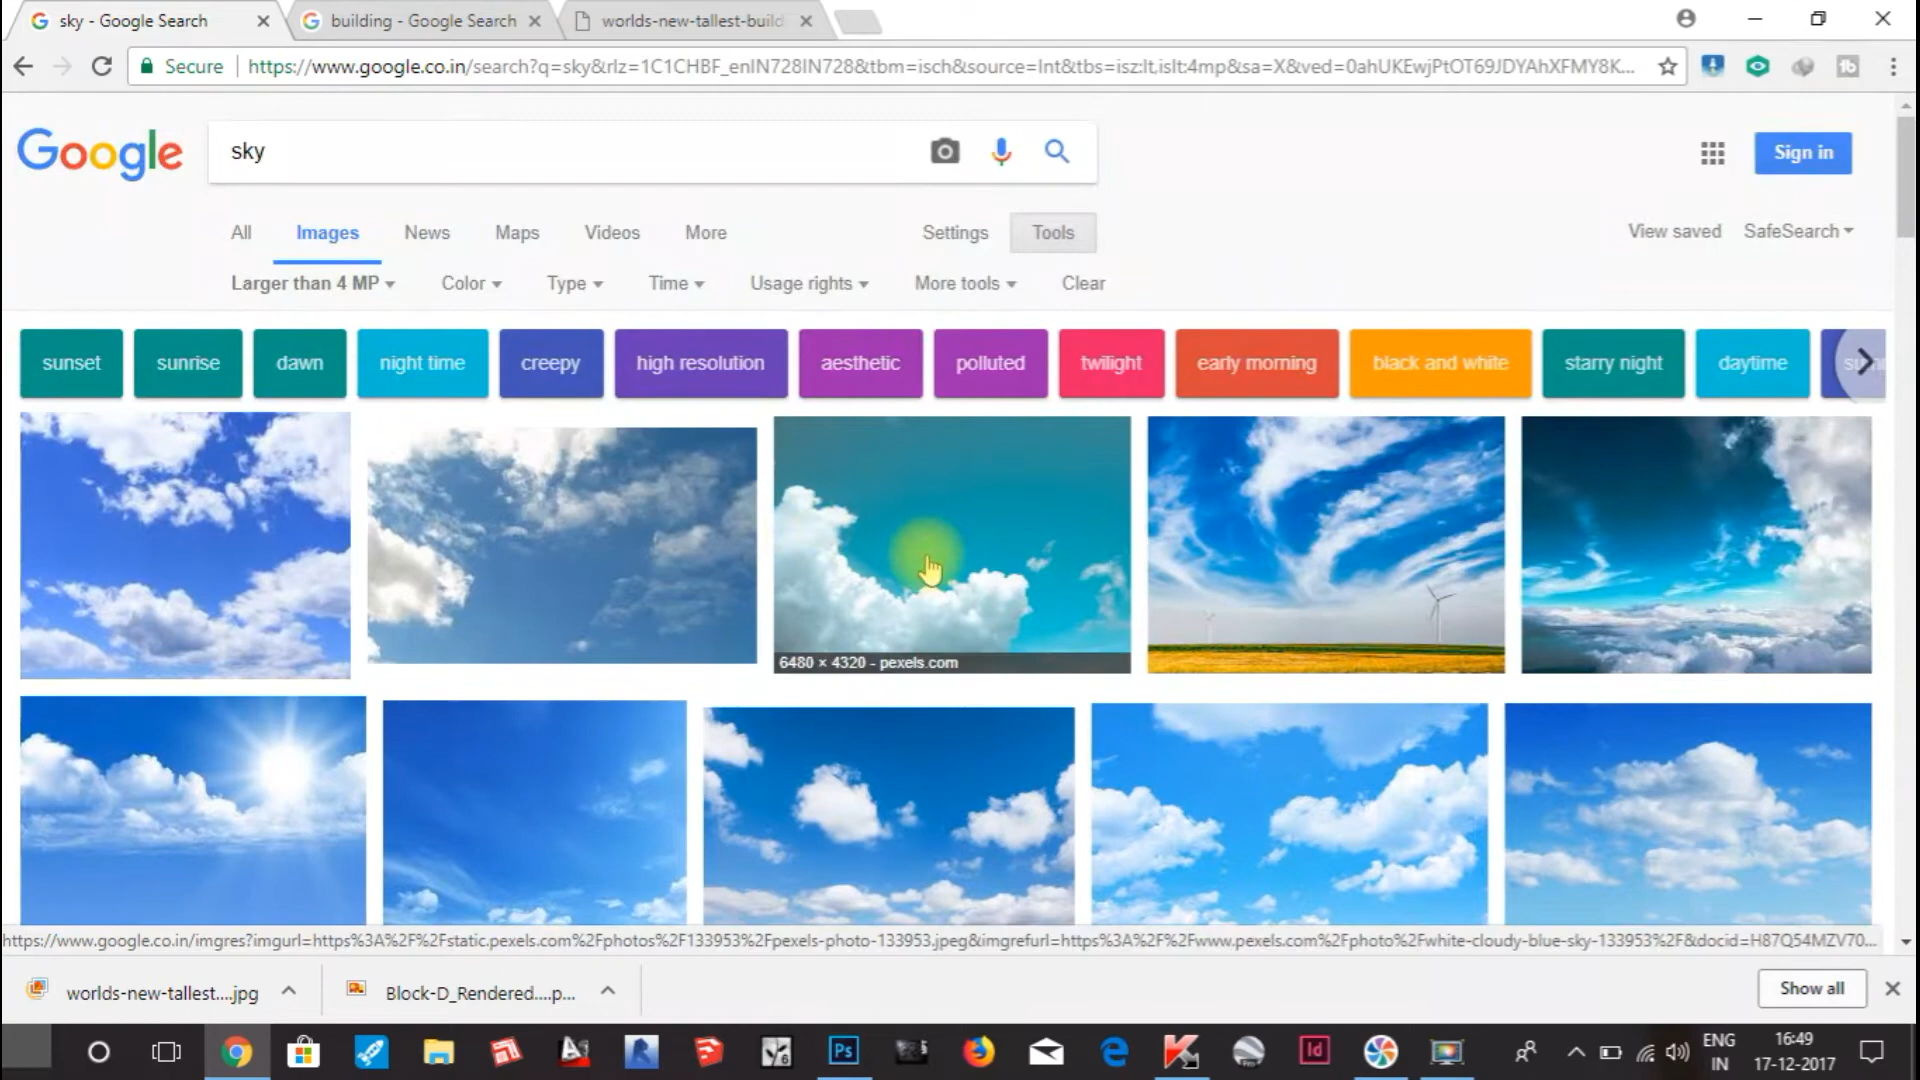 sky - Google Search
building - Google Search
worlds-new-tallest-build
Secure
https://www.google.co.in/search?q=sky&rlz=1C1CHBF_enIN728IN728&tbm=isch&source=lnt&tbs=isz:lt,islt:4mp&sa=X&ved=0ahUKEwjPtOT69JDYAhXFMY8K...
Google
sky
Sign in
All Images News Maps Videos More Settings Tools
View saved SafeSearch
Larger than 4 MP Color Type Time Usage rights More tools Clear
sunset sunrise dawn night time creepy high resolution aesthetic polluted twilight early morning black and white starry night daytime
6480 × 4320 - pexels.com
https://www.google.co.in/imgres?imgurl=https%3A%2F%2Fstatic.pexels.com%2Fphotos%2F133953%2Fpexels-photo-133953.jpeg&imgrefurl=https%3A%2F%2Fwww.pexels.com%2Fphoto%2Fwhite-cloudy-blue-sky-133953%2F&docid=H87Q54MZV70...
worlds-new-tallest....jpg
Block-D_Rendered....p...
Show all
Ps
Id
ENG
IN
16:49
17-12-2017